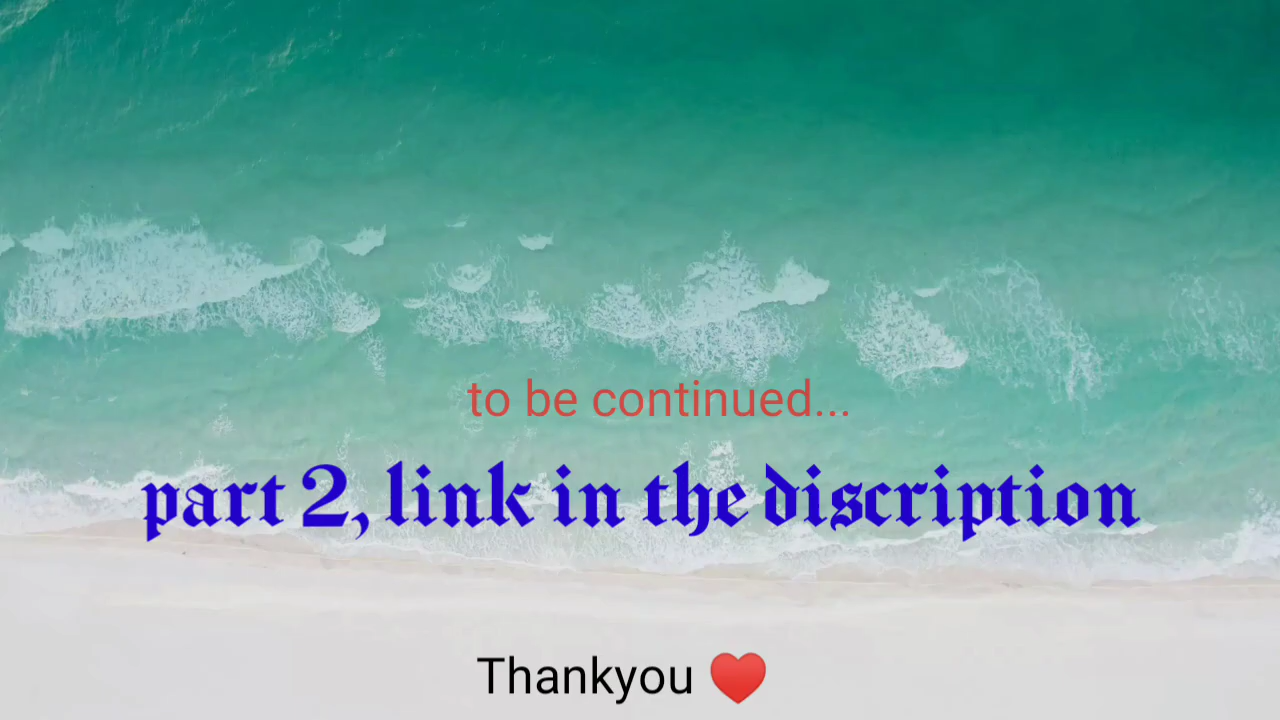 to be continued...
part 2, link in the discription
Thankyou ❤️